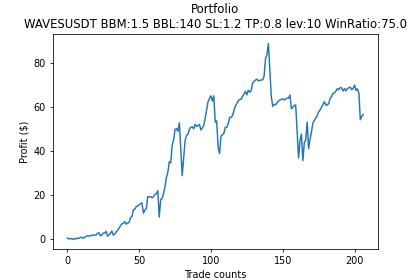 Portfolio
WAVESUSDT BBM:1.5 BBL:140 SL:1.2 TP:0.8 lev:10 WinRatio:75.0
Profit ($)
80
60
40
20
0
0 50 100 150 200
Trade counts